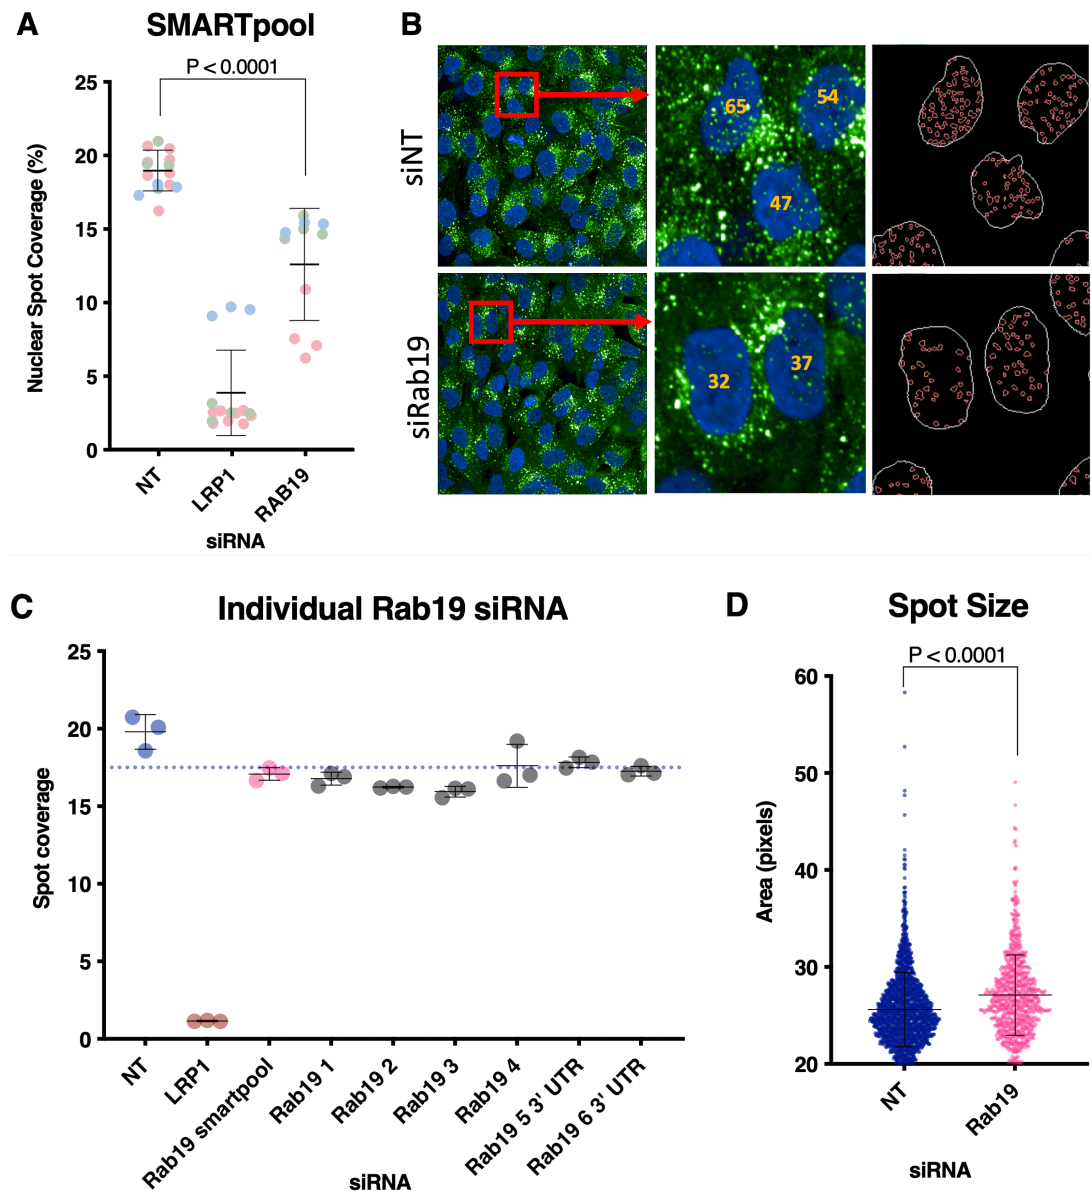 A
SMARTpool
P < 0.0001
25
20
15
10
5
0
Nuclear Spot Coverage (%)
NT
LRP1
RAB19
siRNA
B
siNT
65
54
47
siRab19
32
37
C
Individual Rab19 siRNA
25
20
15
10
5
0
Spot coverage
NT
LRP1
Rab19 smartpool
Rab19 1
Rab19 2
Rab19 3
Rab19 4
Rab19 5 3' UTR
Rab19 6 3' UTR
siRNA
D
Spot Size
P < 0.0001
60
50
40
30
20
Area (pixels)
NT
Rab19
siRNA